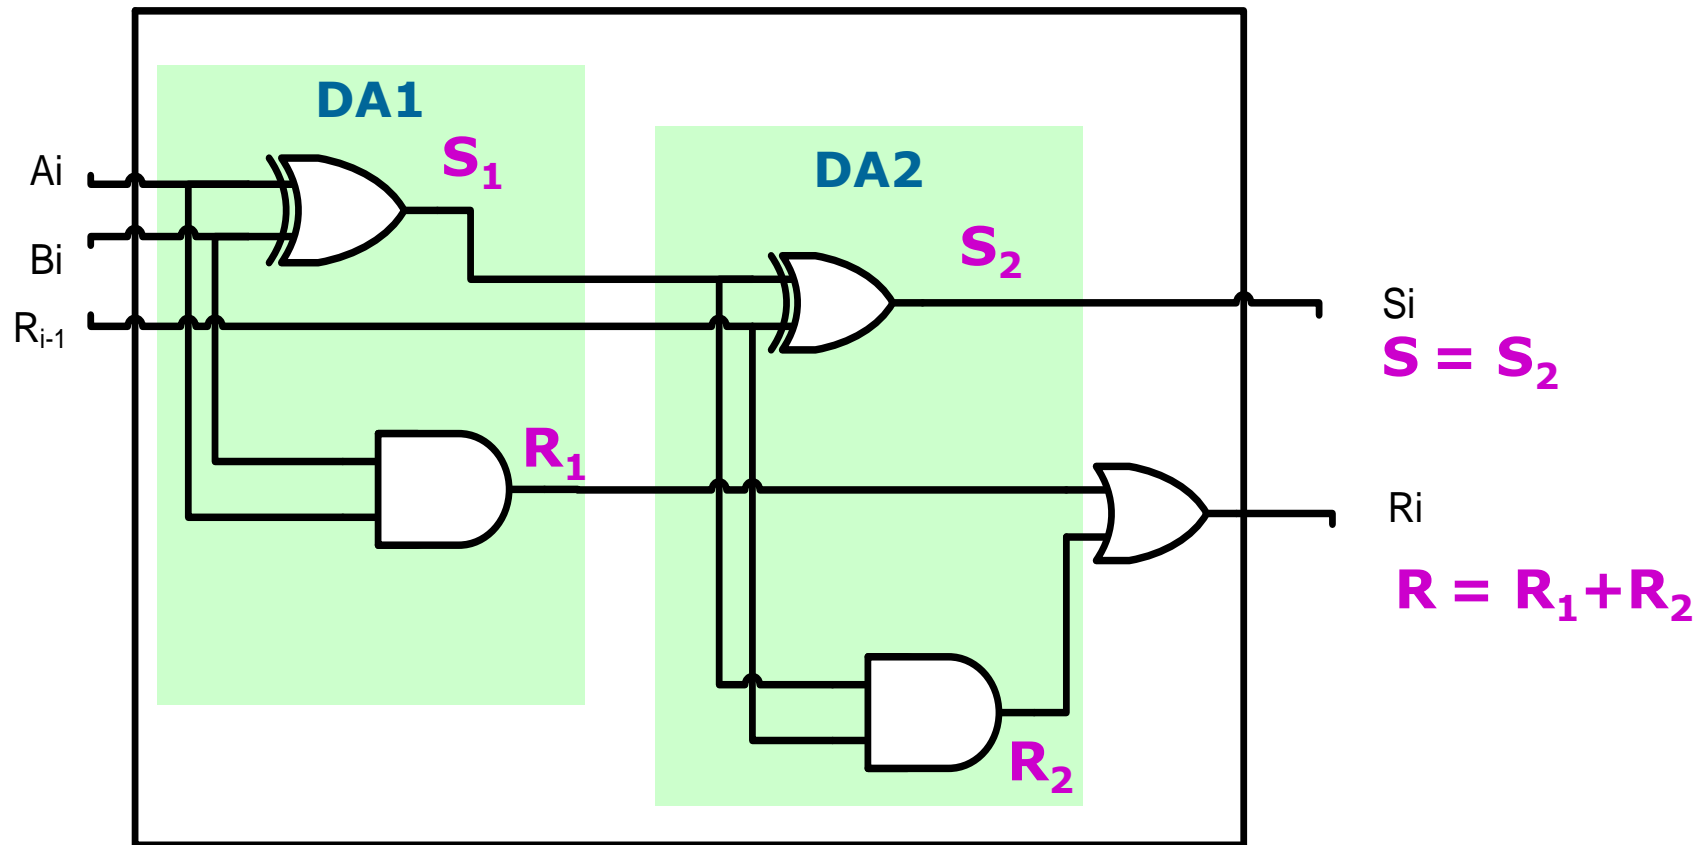 DA1
S₁
DA2
Ai
Bi
Rᵢ₋₁
S₂
Si
S = S₂
R₁
Ri
R = R₁+R₂
R₂